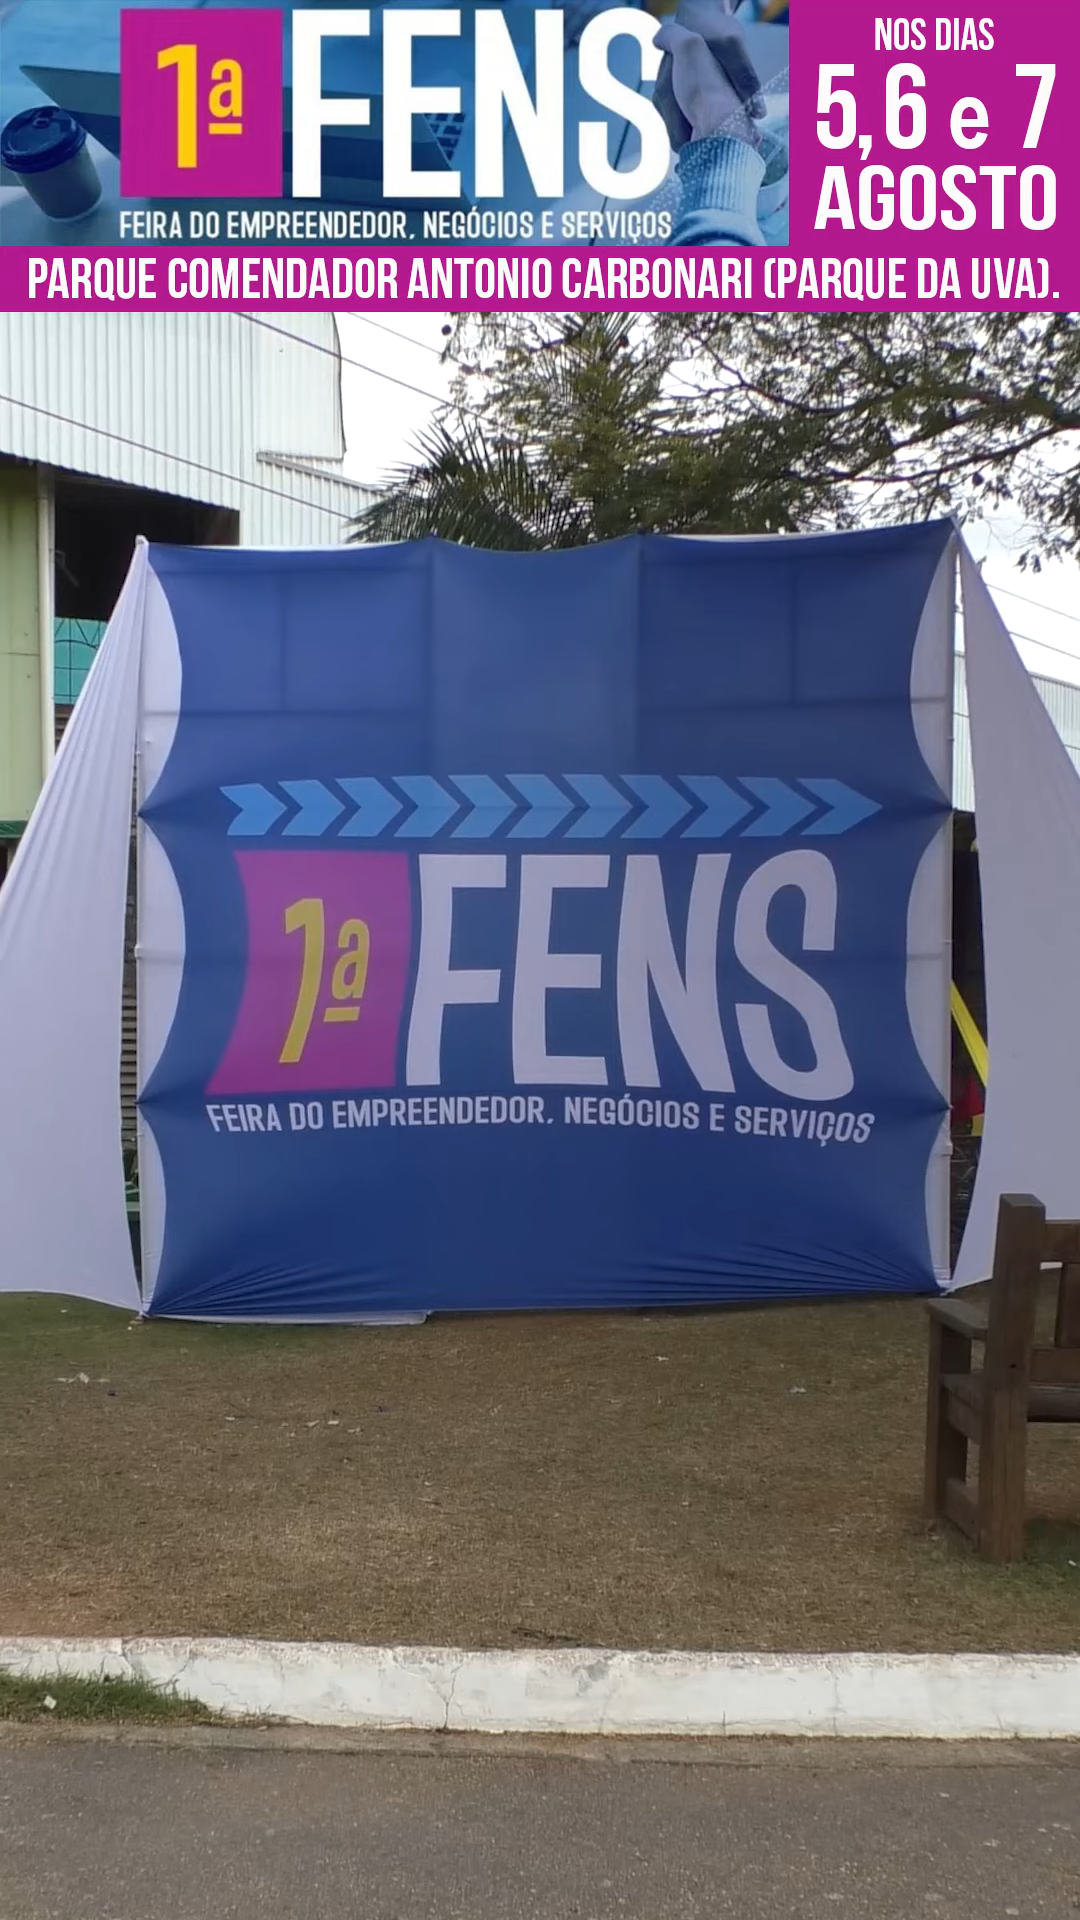 1ª FENS
FEIRA DO EMPREENDEDOR, NEGÓCIOS E SERVIÇOS
NOS DIAS
5,6 e 7
AGOSTO
PARQUE COMENDADOR ANTONIO CARBONARI (PARQUE DA UVA).
1ª FENS
FEIRA DO EMPREENDEDOR, NEGÓCIOS E SERVIÇOS